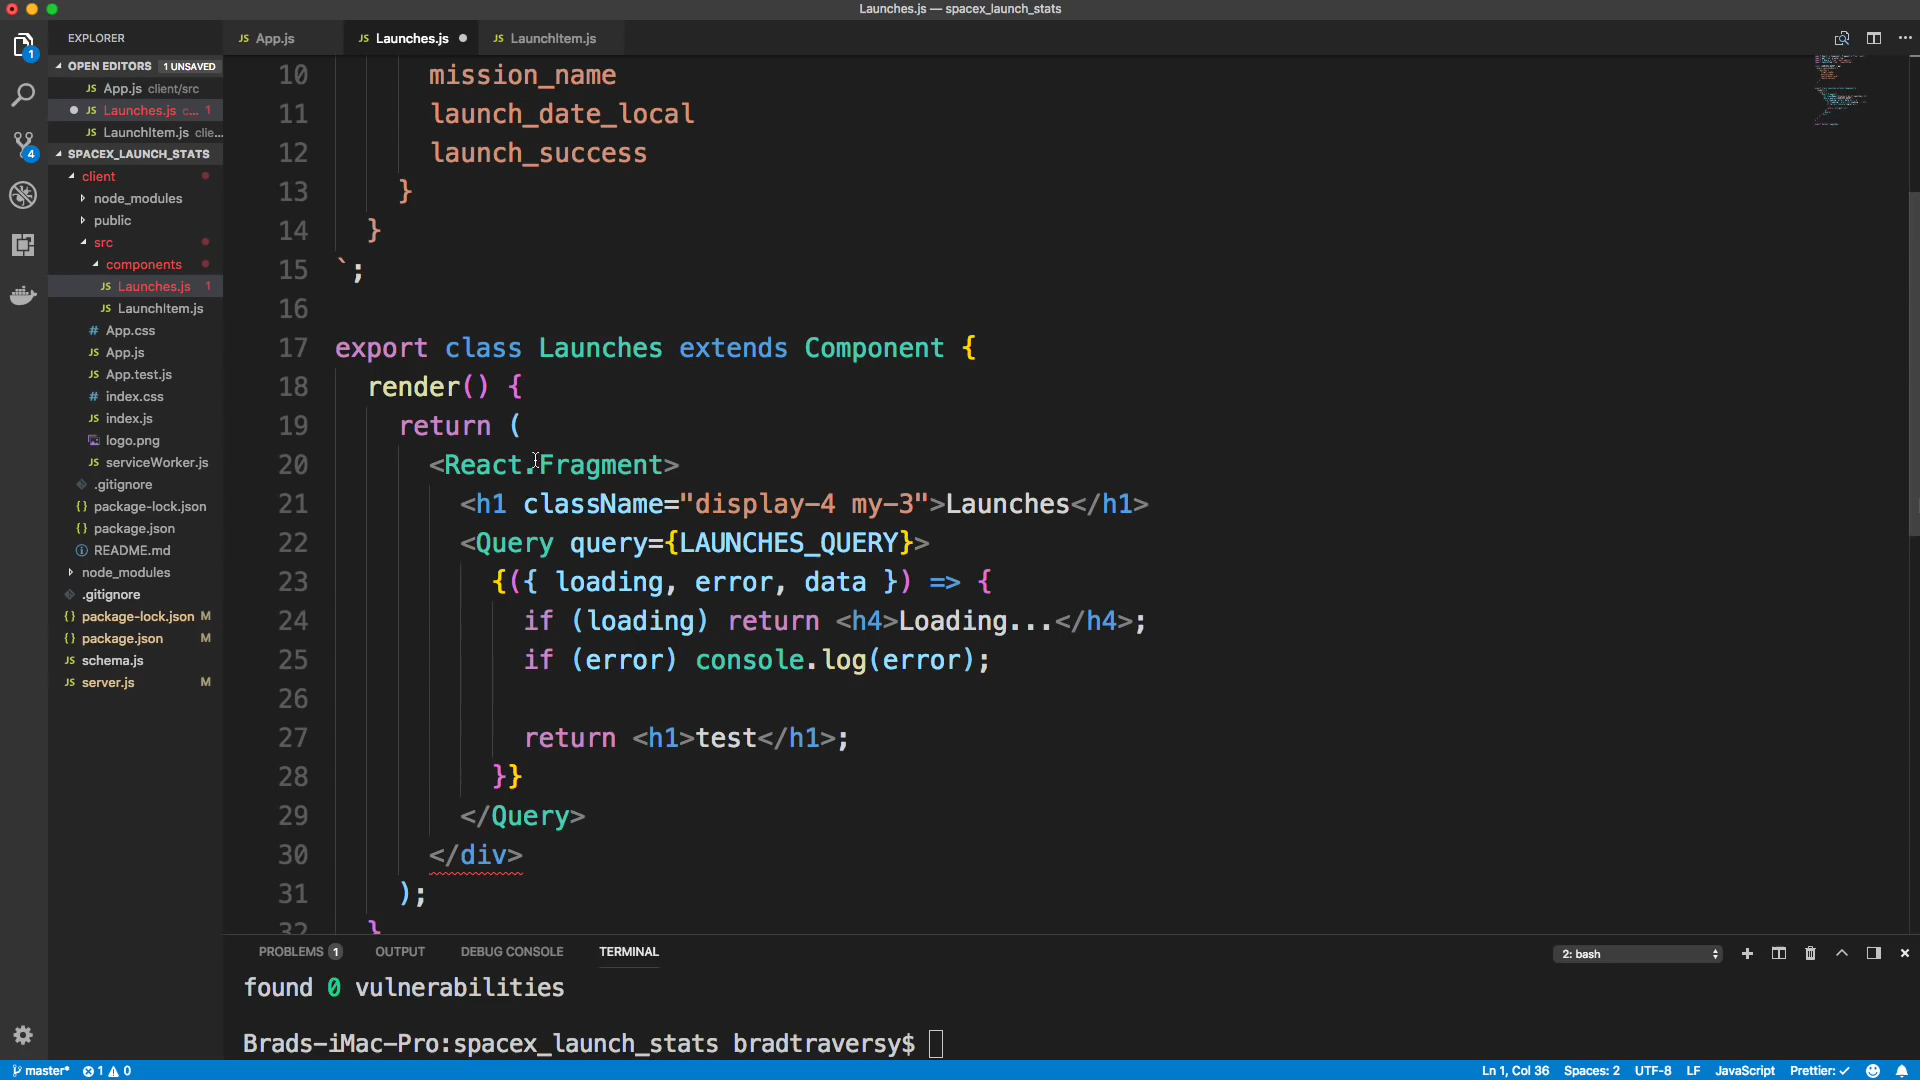 Launches.js — spacex_launch_stats
EXPLORER
JS App.js
JS Launches.js
JS LaunchItem.js
OPEN EDITORS 1 UNSAVED
JS App.js client/src
JS Launches.js c... 1
JS LaunchItem.js clie...
SPACEX_LAUNCH_STATS
client
node_modules
public
src
components
JS Launches.js 1
JS LaunchItem.js
# App.css
JS App.js
JS App.test.js
# index.css
JS index.js
logo.png
JS serviceWorker.js
.gitignore
{} package-lock.json
{} package.json
README.md
node_modules
.gitignore
{} package-lock.json M
{} package.json M
JS schema.js
JS server.js M
1
4
10 mission_name
11 launch_date_local
12 launch_success
13 }
14 }
15 `;
16
17 export class Launches extends Component {
18 render() {
19 return (
20 <React.Fragment>
21 <h1 className="display-4 my-3">Launches</h1>
22 <Query query={LAUNCHES_QUERY}>
23 {({ loading, error, data }) => {
24 if (loading) return <h4>Loading...</h4>;
25 if (error) console.log(error);
26
27 return <h1>test</h1>;
28 }}
29 </Query>
30 </div>
31 );
32 }
PROBLEMS 1 OUTPUT DEBUG CONSOLE TERMINAL 2: bash
found 0 vulnerabilities
Brads-iMac-Pro:spacex_launch_stats bradtraversy$
master* 1 0 Ln 1, Col 36 Spaces: 2 UTF-8 LF JavaScript Prettier: ✓